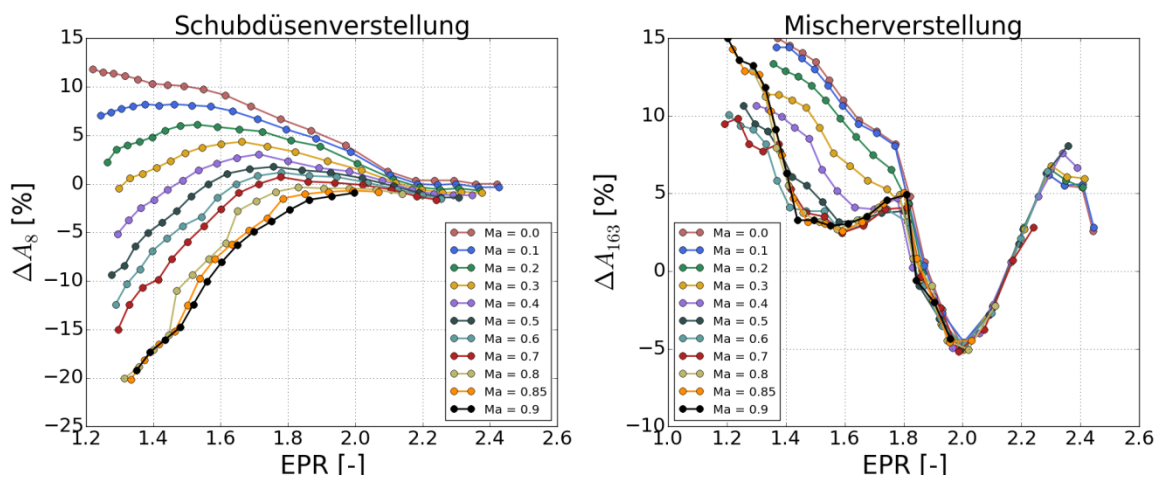 Schubdüsenverstellung
15
10
5
0
−5
−10
−15
−20
−25
ΔA8 [%]
1.2 1.4 1.6 1.8 2.0 2.2 2.4 2.6
EPR [-]
Ma = 0.0
Ma = 0.1
Ma = 0.2
Ma = 0.3
Ma = 0.4
Ma = 0.5
Ma = 0.6
Ma = 0.7
Ma = 0.8
Ma = 0.85
Ma = 0.9
Mischerverstellung
15
10
5
0
−5
−10
ΔA163 [%]
1.0 1.2 1.4 1.6 1.8 2.0 2.2 2.4 2.6
EPR [-]
Ma = 0.0
Ma = 0.1
Ma = 0.2
Ma = 0.3
Ma = 0.4
Ma = 0.5
Ma = 0.6
Ma = 0.7
Ma = 0.8
Ma = 0.85
Ma = 0.9